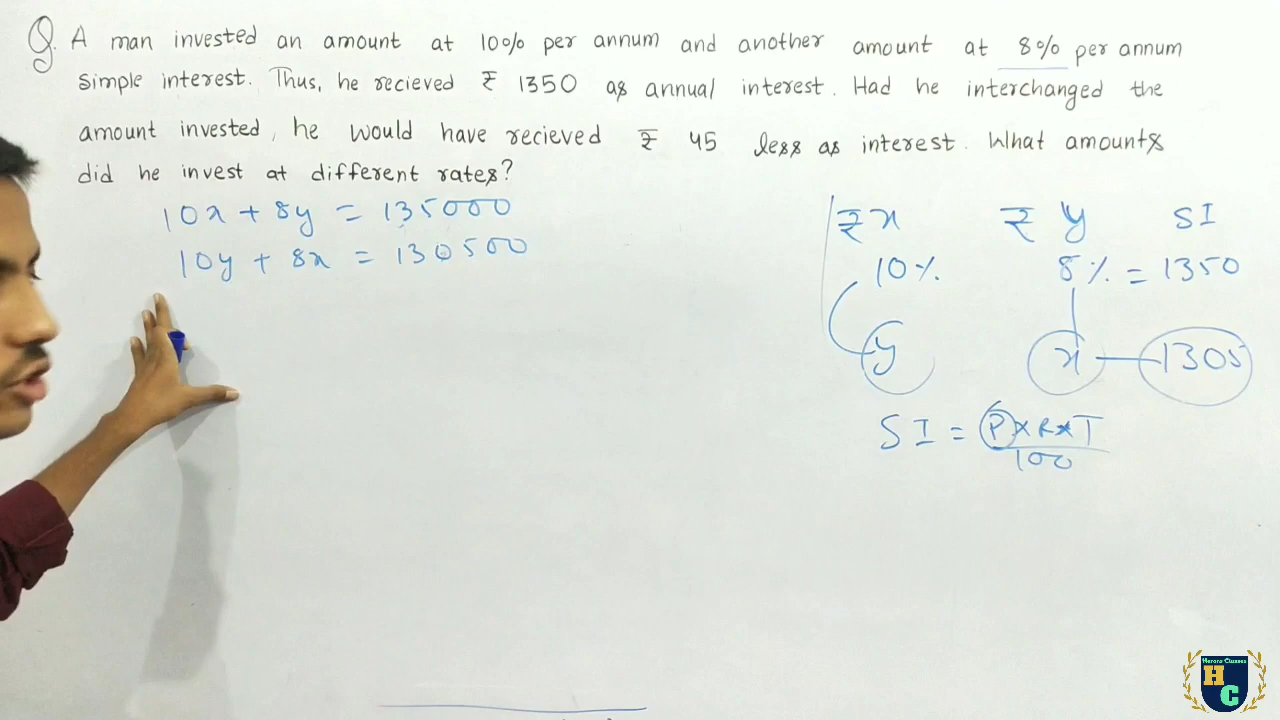 Q. A man invested an amount at 10% per annum and another amount at 8% per annum
simple interest. Thus, he recieved ₹ 1350 as annual interest. Had he interchanged the
amount invested, he would have recieved ₹ 45 less as interest. What amounts
did he invest at different rates?
10x + 8y = 135000
10y + 8x = 130500
₹ x ₹ y SI
10% 8% = 1350
y x 1305
SI = P×R×T
100
Herons Classes
H
C